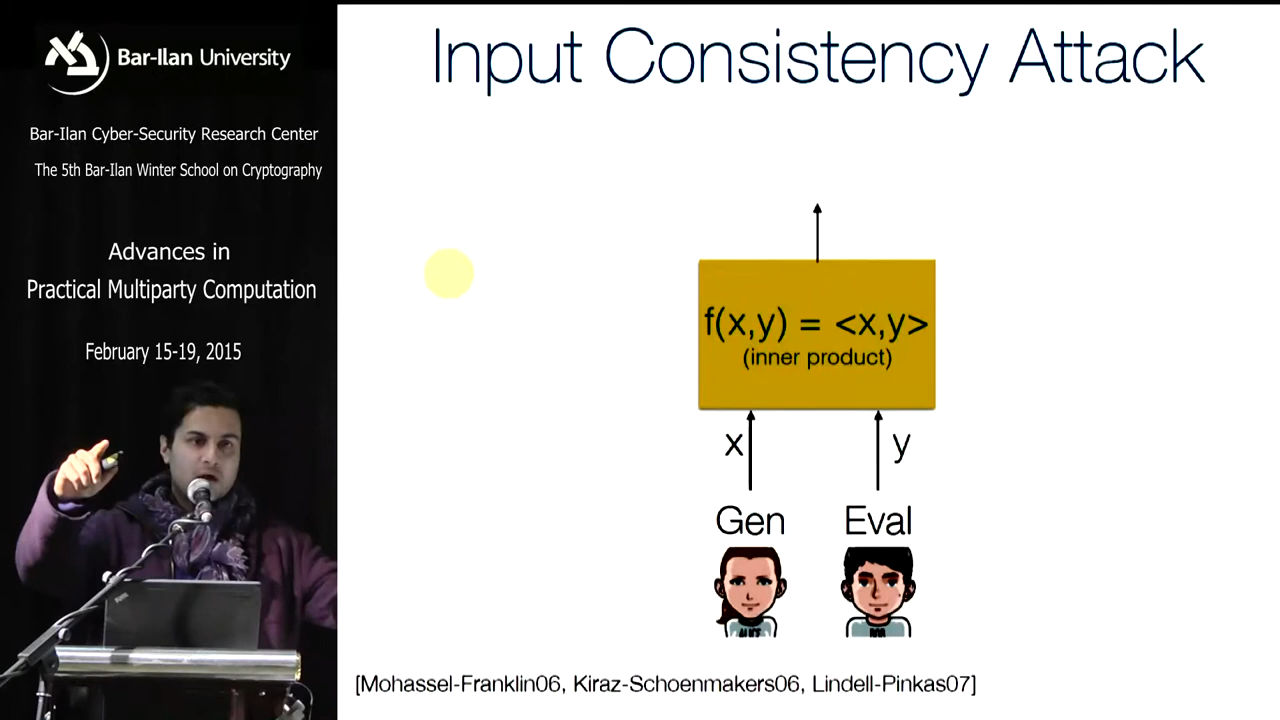 Bar-Ilan University
Bar-Ilan Cyber-Security Research Center
The 5th Bar-Ilan Winter School on Cryptography
Advances in
Practical Multiparty Computation
February 15-19, 2015
Input Consistency Attack
f(x,y) = <x,y>
(inner product)
x
y
Gen
Eval
ALICE
BOB
[Mohassel-Franklin06, Kiraz-Schoenmakers06, Lindell-Pinkas07]